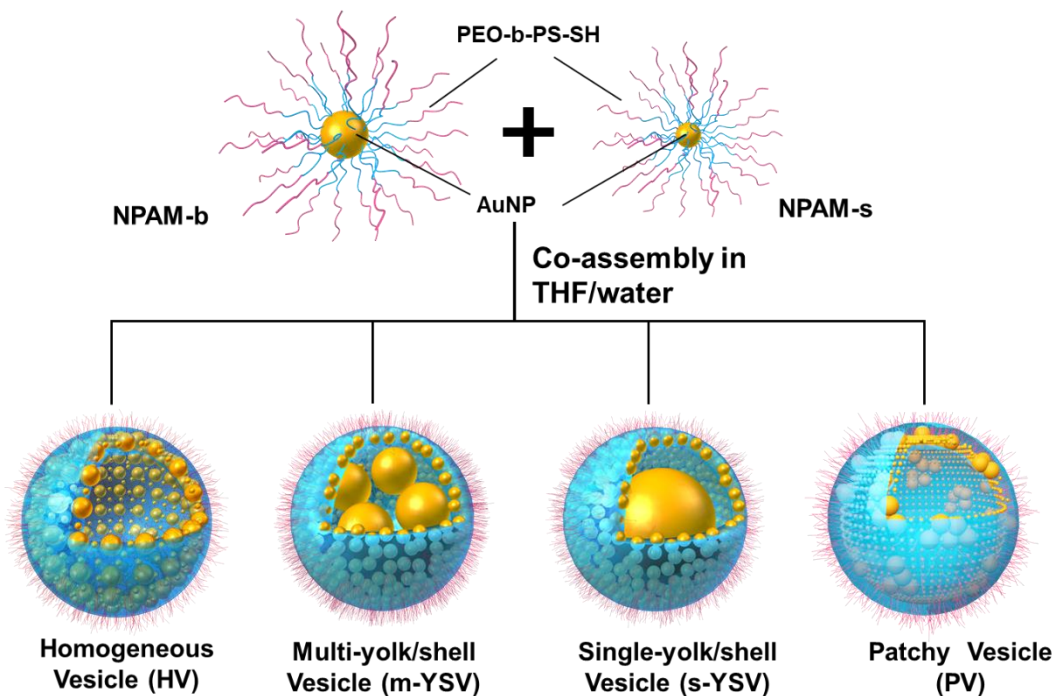 PEO-b-PS-SH
NPAM-b
AuNP
NPAM-s
Co-assembly in
THF/water
Homogeneous
Vesicle (HV)
Multi-yolk/shell
Vesicle (m-YSV)
Single-yolk/shell
Vesicle (s-YSV)
Patchy Vesicle
(PV)